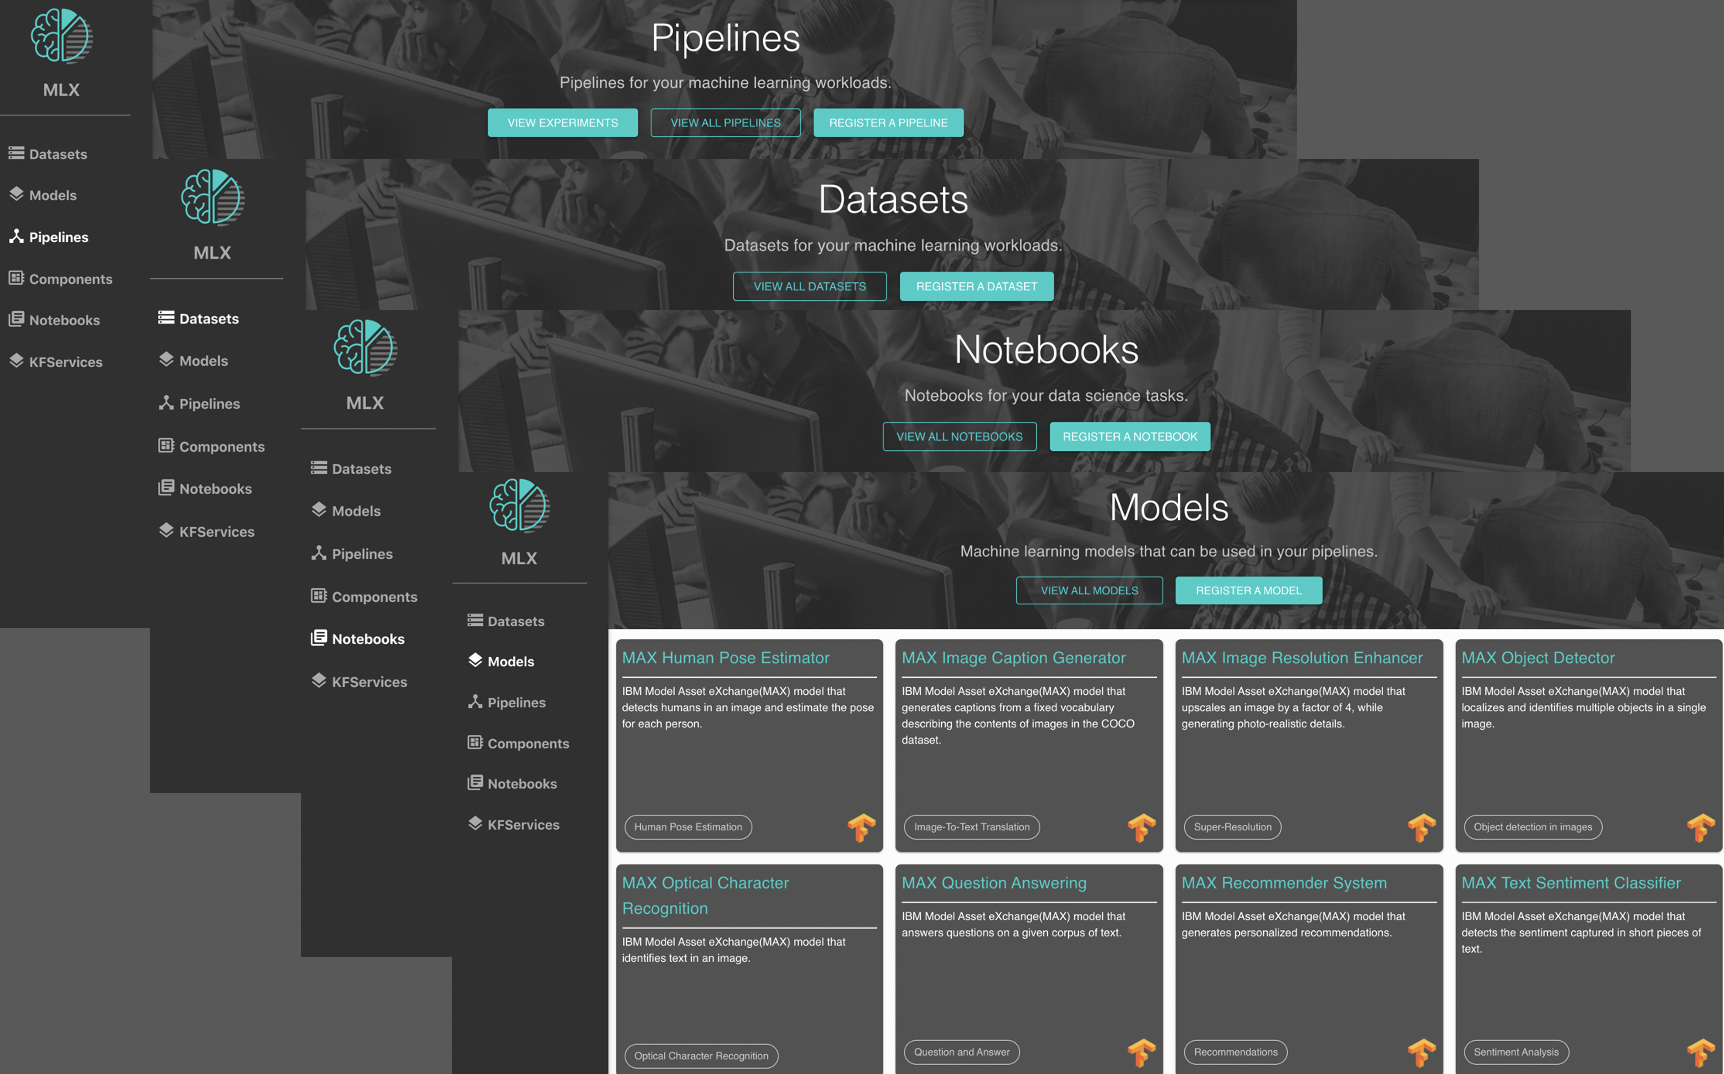 MLX
Datasets
Models
Pipelines
Components
Notebooks
KFServices
Pipelines
Pipelines for your machine learning workloads.
VIEW EXPERIMENTS
VIEW ALL PIPELINES
REGISTER A PIPELINE
MLX
Datasets
Models
Pipelines
Components
Notebooks
KFServices
Datasets
Datasets for your machine learning workloads.
VIEW ALL DATASETS
REGISTER A DATASET
MLX
Datasets
Models
Pipelines
Components
Notebooks
KFServices
Notebooks
Notebooks for your data science tasks.
VIEW ALL NOTEBOOKS
REGISTER A NOTEBOOK
MLX
Datasets
Models
Pipelines
Components
Notebooks
KFServices
Models
Machine learning models that can be used in your pipelines.
VIEW ALL MODELS
REGISTER A MODEL
MAX Human Pose Estimator
IBM Model Asset eXchange(MAX) model that
detects humans in an image and estimate the pose
for each person.
Human Pose Estimation
MAX Image Caption Generator
IBM Model Asset eXchange(MAX) model that
generates captions from a fixed vocabulary
describing the contents of images in the COCO
dataset.
Image-To-Text Translation
MAX Image Resolution Enhancer
IBM Model Asset eXchange(MAX) model that
upscales an image by a factor of 4, while
generating photo-realistic details.
Super-Resolution
MAX Object Detector
IBM Model Asset eXchange(MAX) model that
localizes and identifies multiple objects in a single
image.
Object detection in images
MAX Optical Character
Recognition
IBM Model Asset eXchange(MAX) model that
identifies text in an image.
Optical Character Recognition
MAX Question Answering
IBM Model Asset eXchange(MAX) model that
answers questions on a given corpus of text.
Question and Answer
MAX Recommender System
IBM Model Asset eXchange(MAX) model that
generates personalized recommendations.
Recommendations
MAX Text Sentiment Classifier
IBM Model Asset eXchange(MAX) model that
detects the sentiment captured in short pieces of
text.
Sentiment Analysis